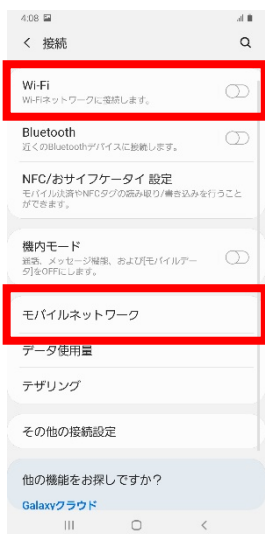 4:08
接続
Wi-Fi
Wi-Fiネットワークに接続します。
Bluetooth
近くのBluetoothデバイスに接続します。
NFC/おサイフケータイ 設定
モバイル決済やNFCタグの読み取り/書き込みを行うこと
ができます。
機内モード
通話、メッセージ機能、および[モバイルデー
タ]をOFFにします。
モバイルネットワーク
データ使用量
テザリング
その他の接続設定
他の機能をお探しですか？
Galaxyクラウド